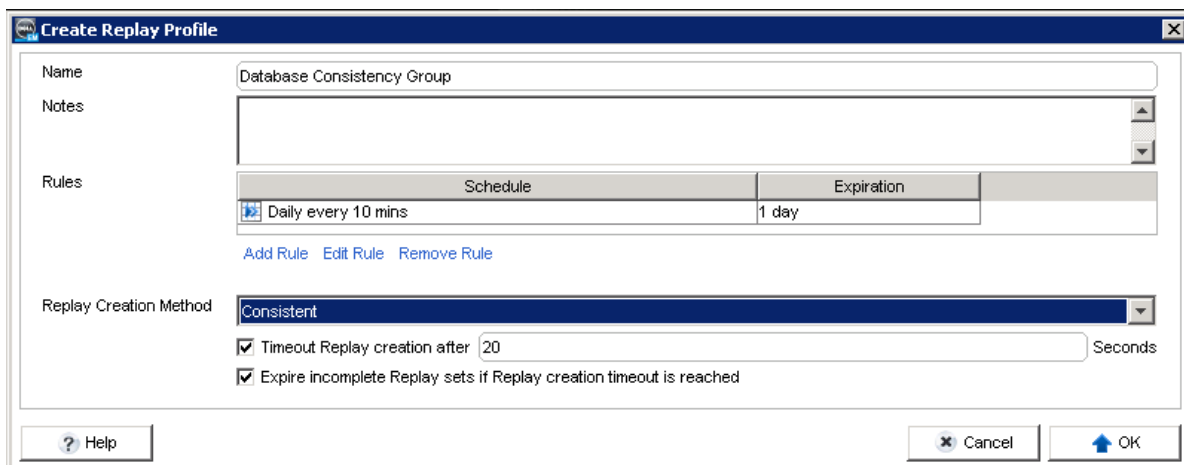 Create Replay Profile
Name
Database Consistency Group
Notes
Rules
Schedule Expiration
Daily every 10 mins 1 day
Add Rule Edit Rule Remove Rule
Replay Creation Method
Consistent
Timeout Replay creation after 20 Seconds
Expire incomplete Replay sets if Replay creation timeout is reached
? Help
Cancel
OK